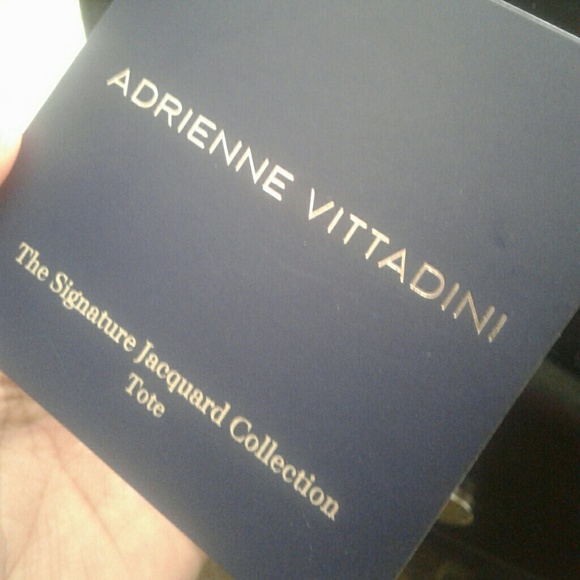 ADRIENNE VITTADINI
The Signature Jacquard Collection
Tote